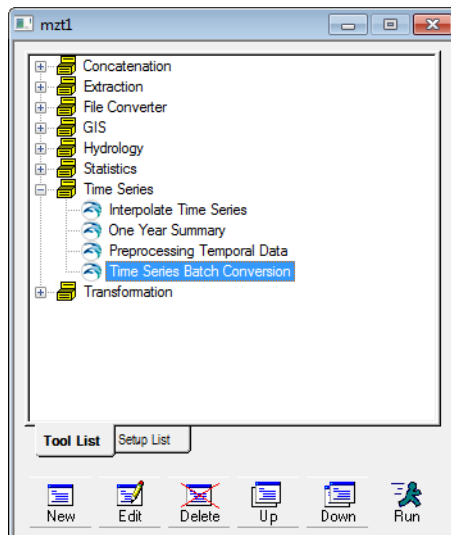 mzt1
Concatenation
Extraction
File Converter
GIS
Hydrology
Statistics
Time Series
Interpolate Time Series
One Year Summary
Preprocessing Temporal Data
Time Series Batch Conversion
Transformation
Tool List Setup List
New Edit Delete Up Down Run